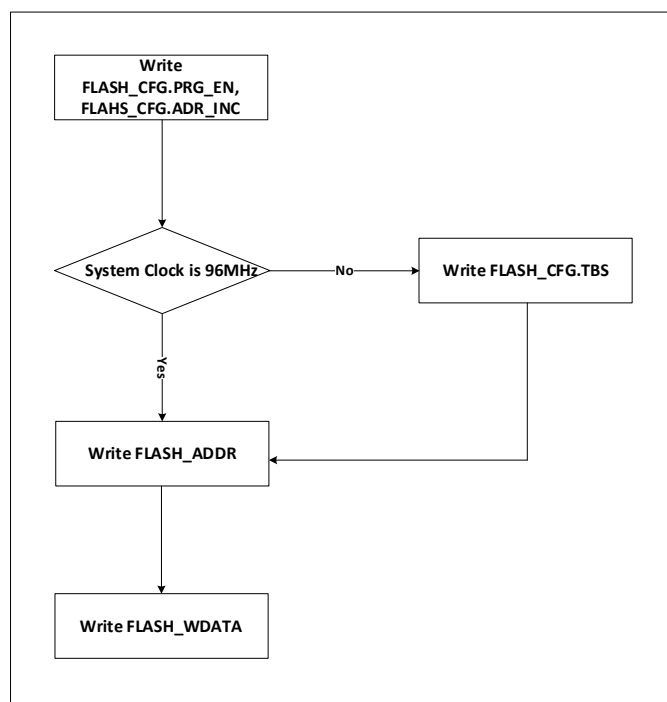 Write
FLASH_CFG.PRG_EN,
FLAHS_CFG.ADR_INC
System Clock is 96MHz
No
Write FLASH_CFG.TBS
Yes
Write FLASH_ADDR
Write FLASH_WDATA